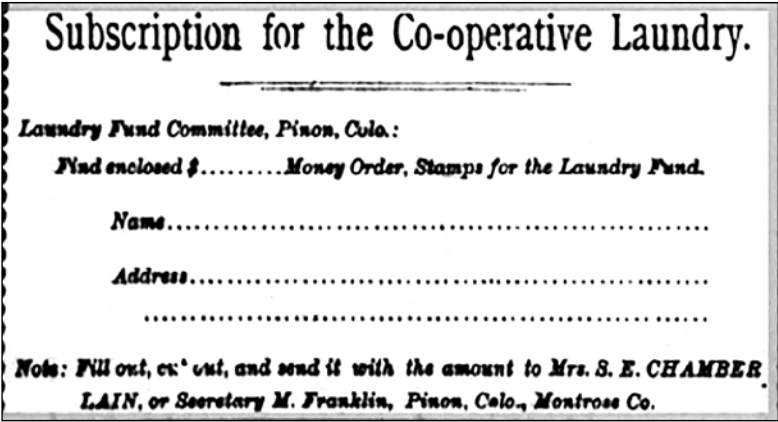 Subscription for the Co-operative Laundry.
Laundry Fund Committee, Pinon, Colo.:
Find enclosed $.........Money Order, Stamps for the Laundry Fund.
Name..................................................
Address.............................................
.................................................
Note: Fill out, cut out, and send it with the amount to Mrs. S. E. CHAMBER
LAIN, or Secretary M. Franklin, Pinon, Colo., Montrose Co.